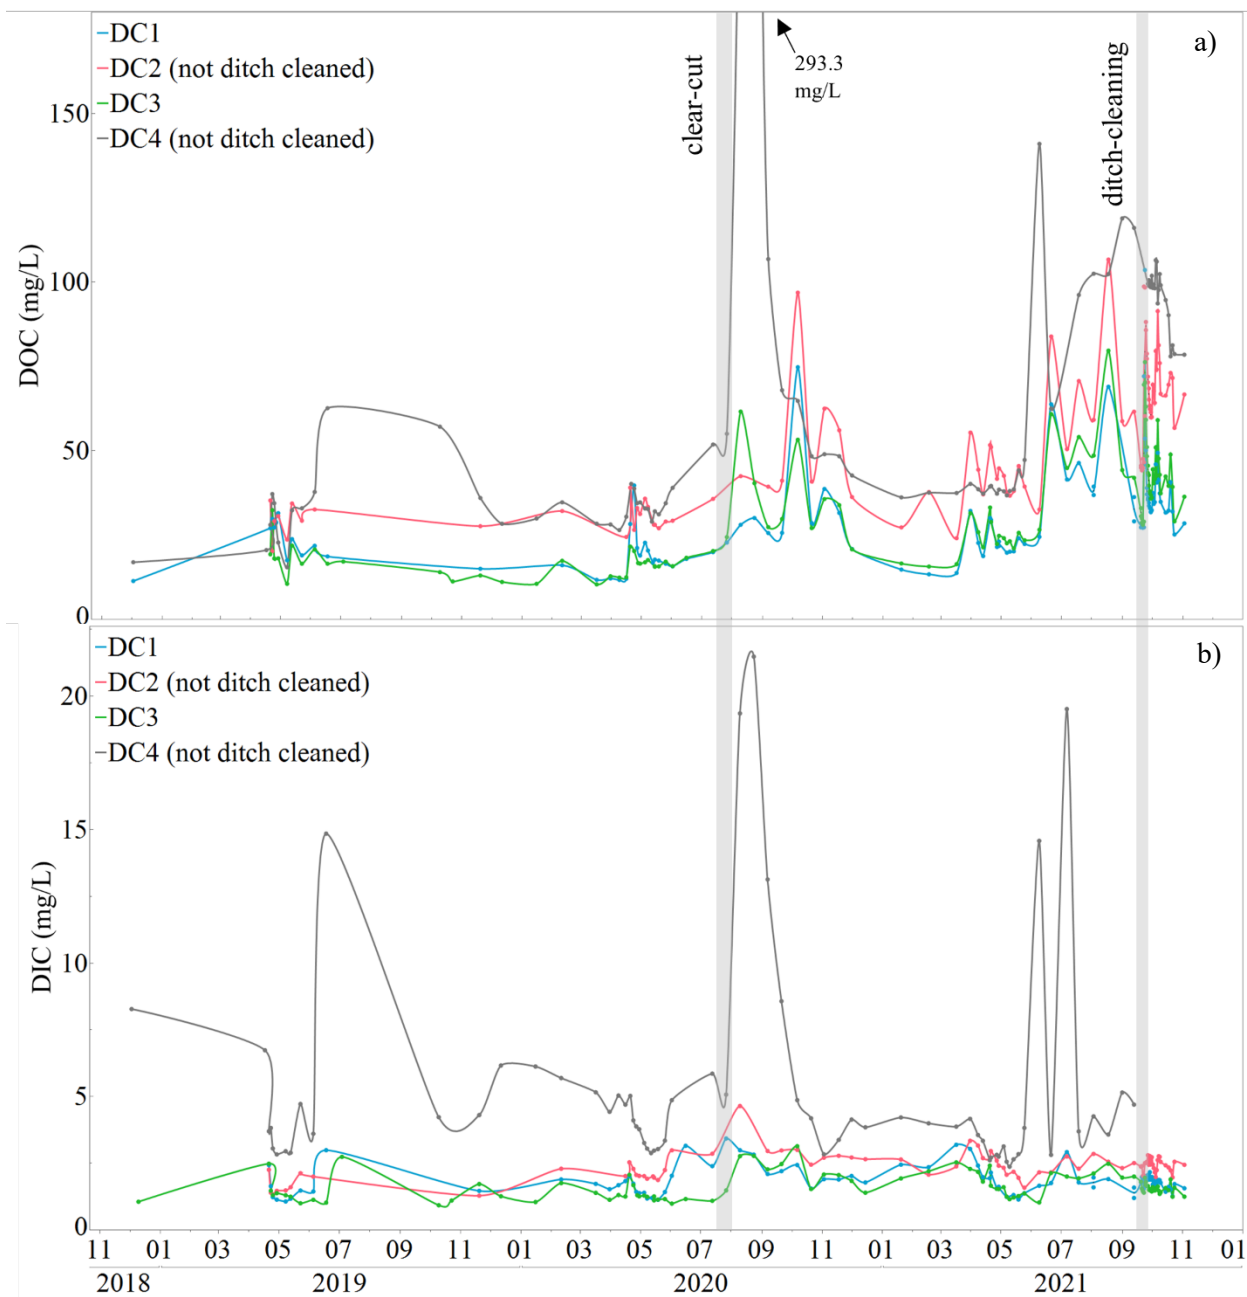 DC1
DC2 (not ditch cleaned)
DC3
DC4 (not ditch cleaned)
a)
293.3
mg/L
clear-cut
ditch-cleaning
150
100
50
0
DOC (mg/L)
DC1
DC2 (not ditch cleaned)
DC3
DC4 (not ditch cleaned)
b)
20
15
10
5
0
DIC (mg/L)
11 01 03 05 07 09 11 01 03 05 07 09 11 01 03 05 07 09 11 01
2018 2019 2020 2021